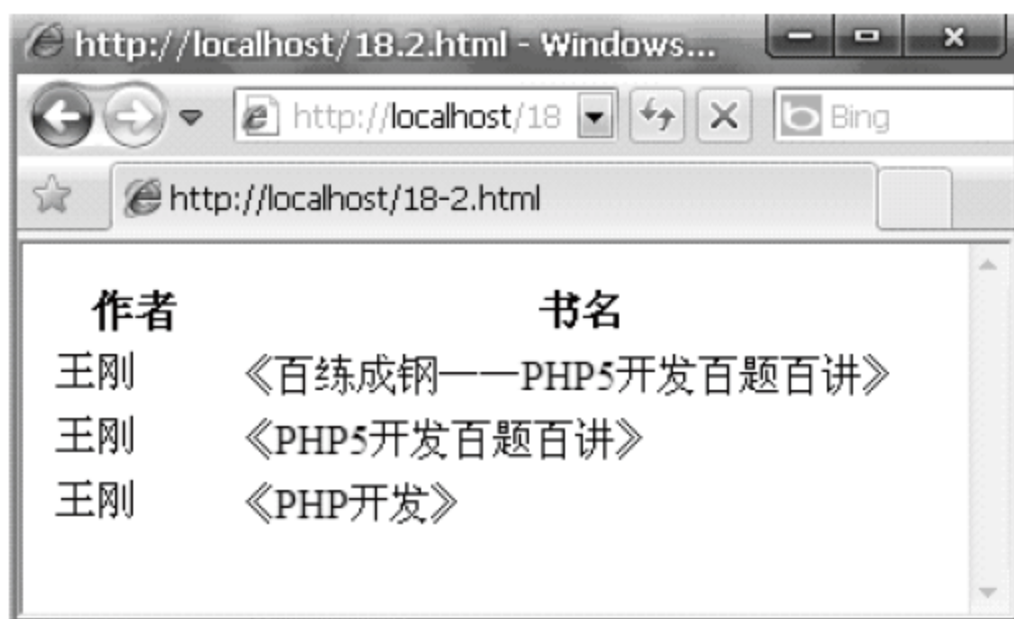 http://localhost/18.2.html - Windows...
http://localhost/18
Bing
http://localhost/18-2.html
作者 书名
王刚 《百练成钢——PHP5开发百题百讲》
王刚 《PHP5开发百题百讲》
王刚 《PHP开发》